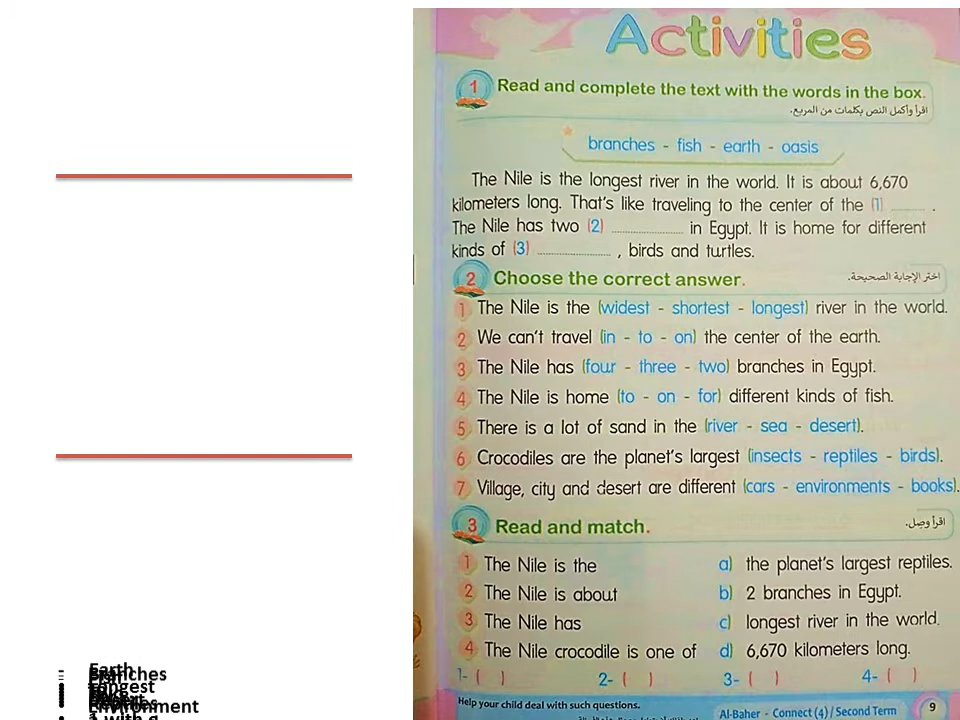 Activities
1 Read and complete the text with the words in the box.
اقرأ وأكمل النص بكلمات من المربع.
branches - fish - earth - oasis
The Nile is the longest river in the world. It is about 6,670
kilometers long. That's like traveling to the center of the (1) .......... .
The Nile has two (2) .......................... in Egypt. It is home for different
kinds of (3) .......................... , birds and turtles.
2 Choose the correct answer.
اختر الإجابة الصحيحة.
1 The Nile is the (widest - shortest - longest) river in the world.
2 We can't travel (in - to - on) the center of the earth.
3 The Nile has (four - three - two) branches in Egypt.
4 The Nile is home (to - on - for) different kinds of fish.
5 There is a lot of sand in the (river - sea - desert).
6 Crocodiles are the planet's largest (insects - reptiles - birds).
7 Village, city and desert are different (cars - environments - books).
3 Read and match.
اقرأ وصل.
1 The Nile is the
a) the planet's largest reptiles.
2 The Nile is about
b) 2 branches in Egypt.
3 The Nile has
c) longest river in the world.
4 The Nile crocodile is one of
d) 6,670 kilometers long.
1- ( ) 2- ( ) 3- ( ) 4- ( )
Help your child deal with such questions.
Al-Baher - Connect (4) / Second Term
9
Earth
Branches
Longest
Environment